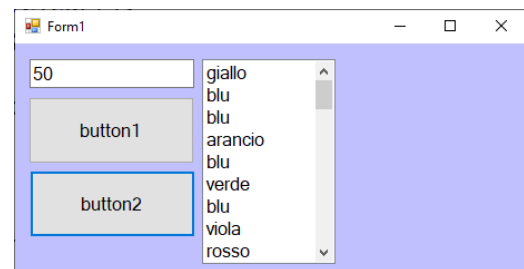 Form1
50
button1
button2
giallo
blu
blu
arancio
blu
verde
blu
viola
rosso